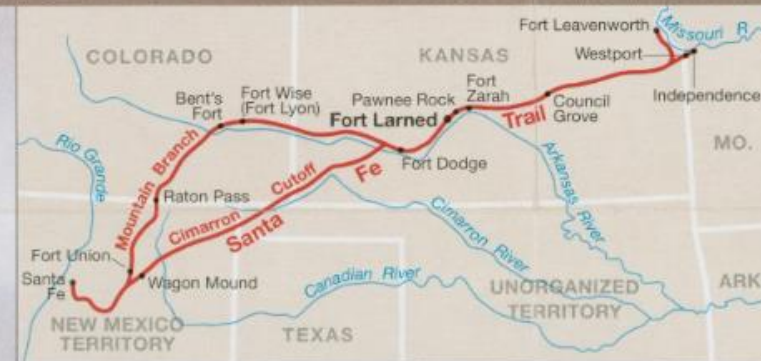 Fort Leavenworth
Missouri R
COLORADO
KANSAS
Westport
Fort Wise
(Fort Lyon)
Bent's
Fort
Fort
Zarah
Pawnee Rock
Independence
Fort Larned
Trail
Council
Grove
Rio Grande
Mountain Branch
Fort Dodge
Fe
MO.
Arkansas River
Raton Pass
Cimarron Cutoff
Santa
Cimarron River
Fort Union
Santa
Fe
Wagon Mound
Canadian River
UNORGANIZED
TERRITORY
ARK
NEW MEXICO
TERRITORY
TEXAS